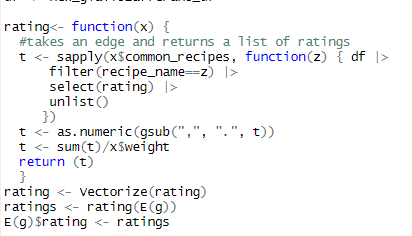 rating<- function(x) {
#takes an edge and returns a list of ratings
t <- sapply(x$common_recipes, function(z) { df |>
filter(recipe_name==z) |>
select(rating) |>
unlist()
})
t <- as.numeric(gsub(",", ".", t))
t <- sum(t)/x$weight
return (t)
}
rating <- Vectorize(rating)
ratings <- rating(E(g))
E(g)$rating <- ratings